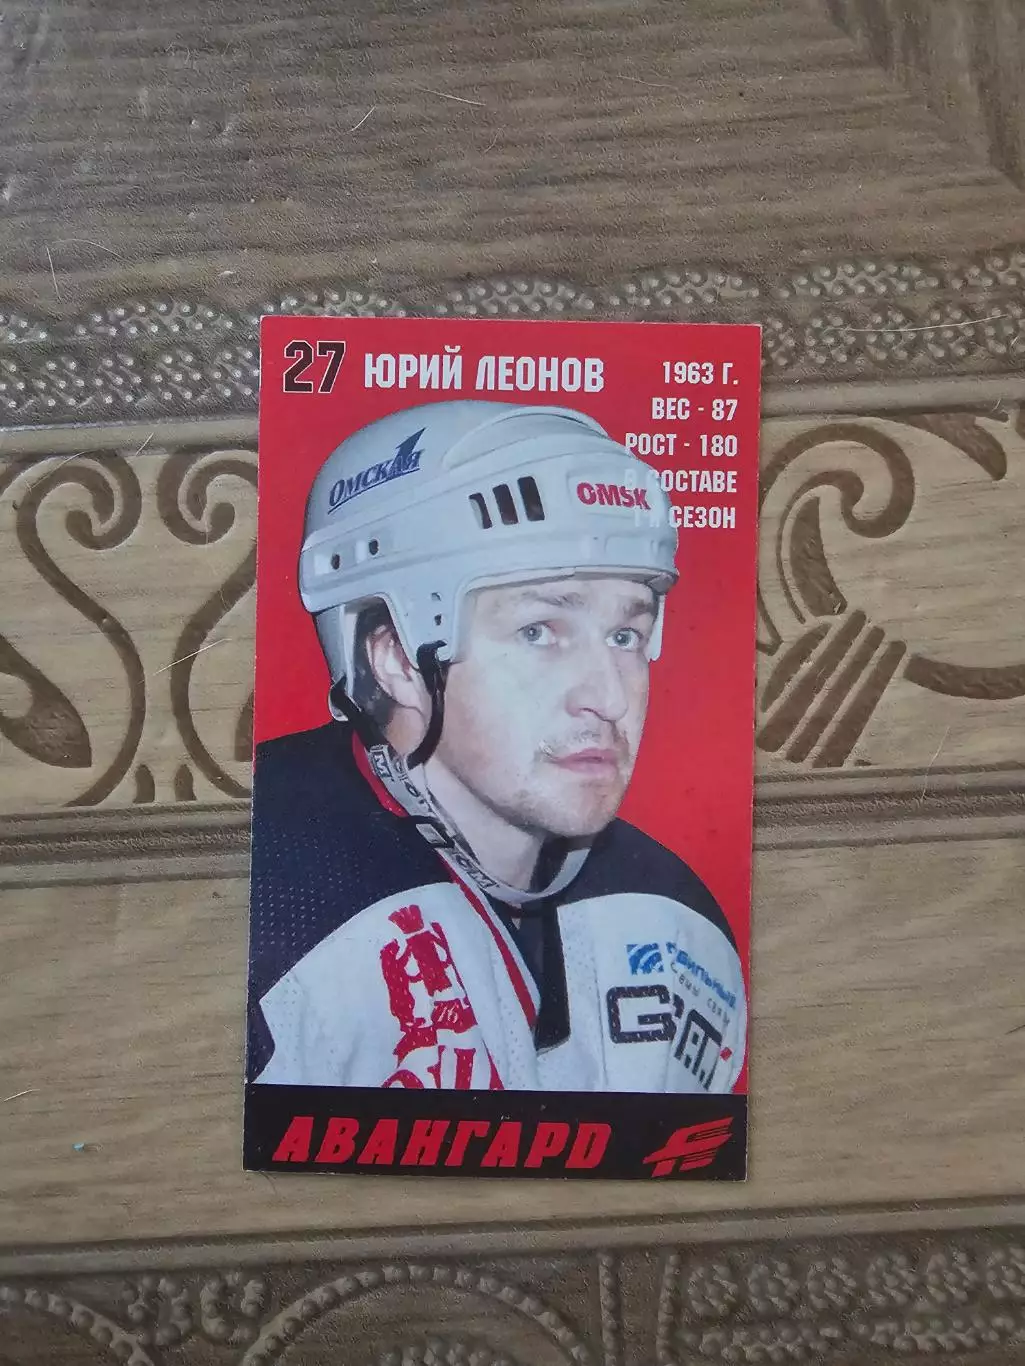 27 ЮРИЙ ЛЕОНОВ
1963 Г.
ВЕС - 87
РОСТ - 180
В СОСТАВЕ
СЕЗОН
ОМСКАЯ
OMSK
АВАНГАРД